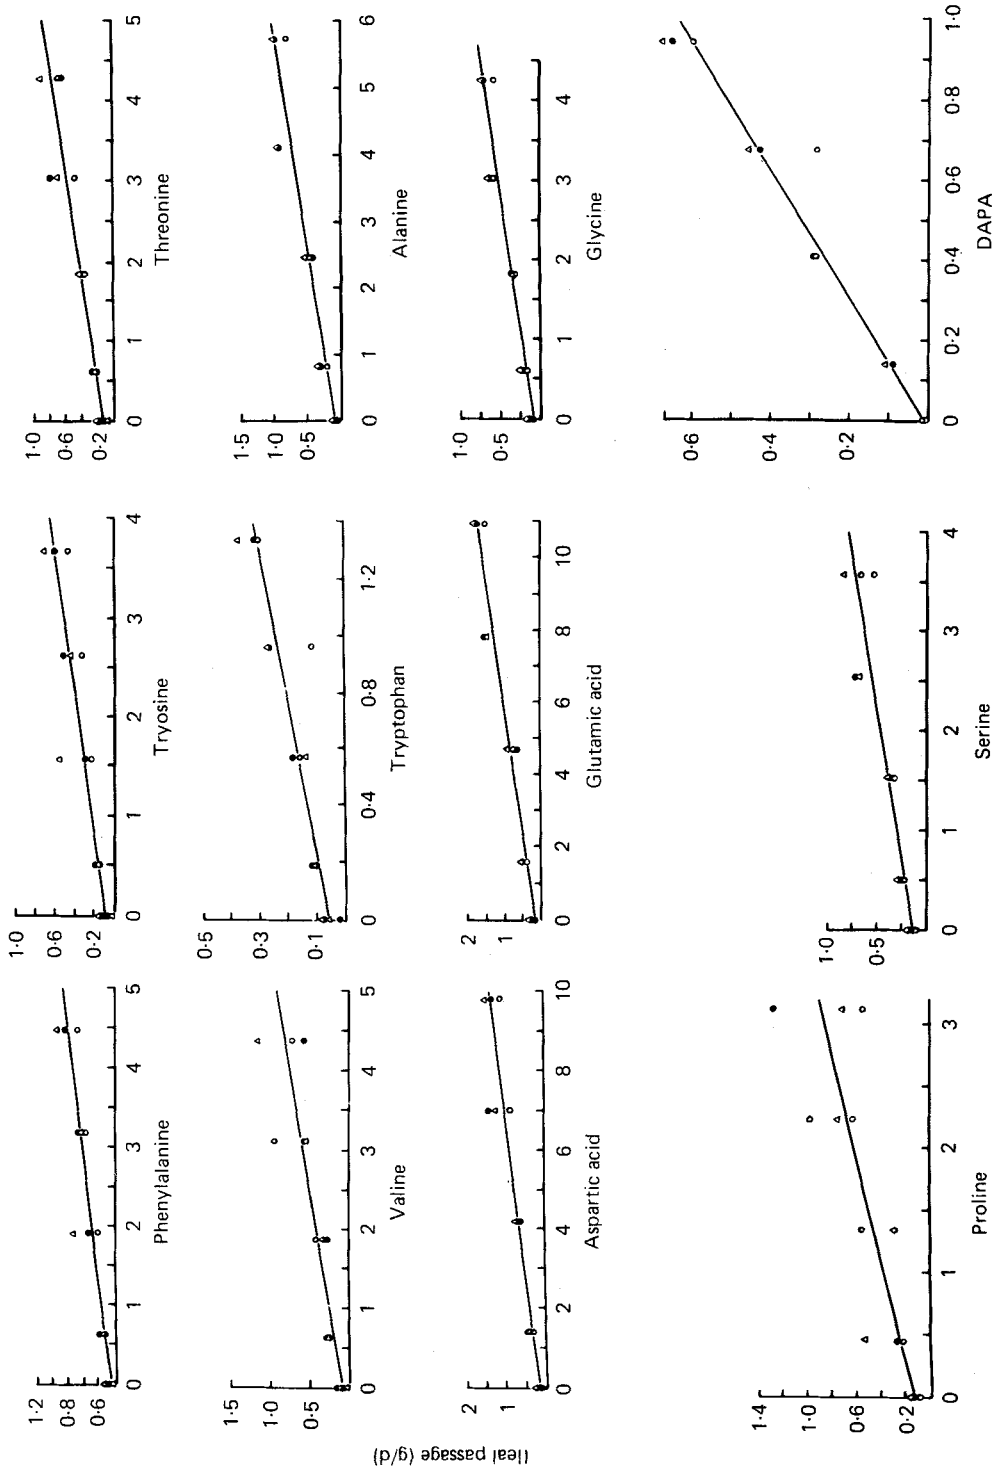 Ileal passage (g/d)
1·2
0·8
0·6
0 1 2 3 4 5
Phenylalanine
1·0
0·6
0·2
0 1 2 3 4
Tryosine
1·0
0·6
0·2
0 1 2 3 4 5
Threonine
1·5
1·0
0·5
0 1 2 3 4 5
Valine
0·5
0·3
0·1
0 0·4 0·8 1·2
Tryptophan
1·5
1·0
0·5
0 1 2 3 4 5 6
Alanine
2
1
0 2 4 6 8 10
Aspartic acid
2
1
0 2 4 6 8 10
Glutamic acid
1·0
0·5
0 1 2 3 4
Glycine
1·4
1·0
0·6
0·2
0 1 2 3
Proline
1·0
0·5
0 1 2 3 4
Serine
0·6
0·4
0·2
0 0·2 0·4 0·6 0·8 1·0
DAPA